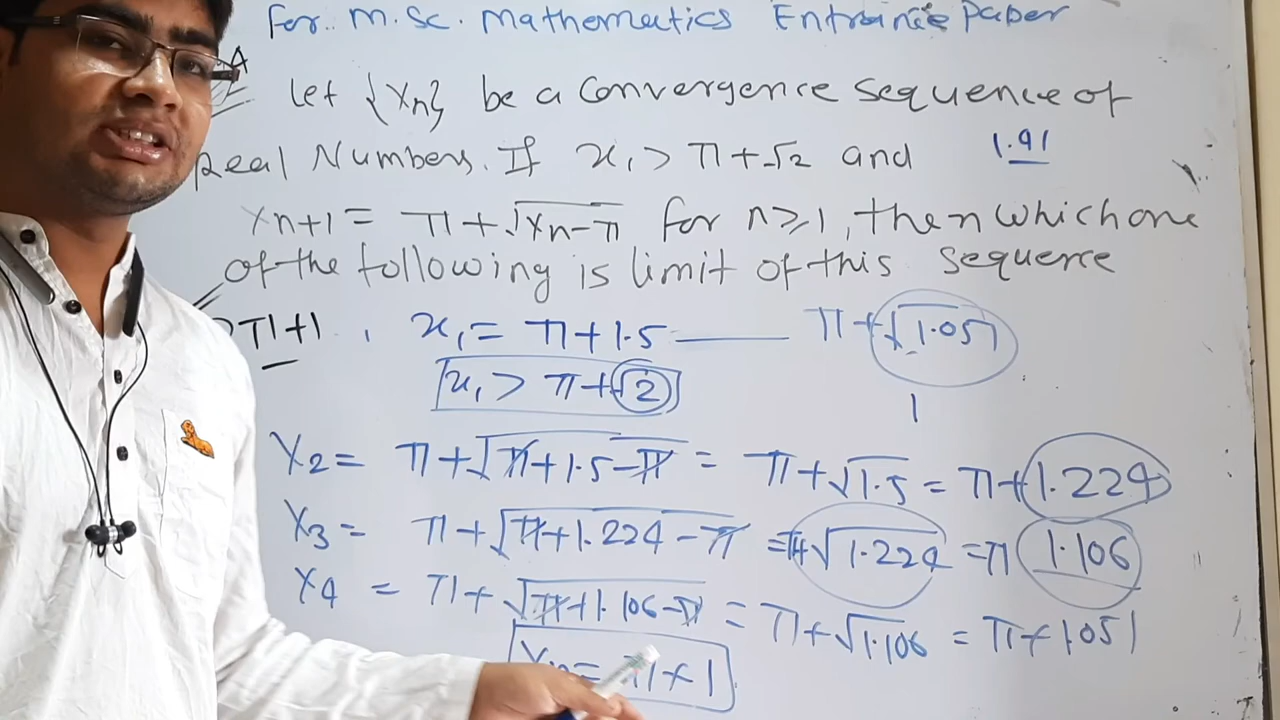 For.. M.Sc. Mathematics Entrance Paper
Let {Xn} be a Convergence Sequence of
Real Numbers. If x₁ > π+√2 and 1.91
Xn+1 = π + √(Xn-π) for n≥1, then which one
of the following is limit of this sequence
π+1 , x₁ = π+1.5 — π+√1.051
x₁ > π+√2 1
X2 = π+√(π+1.5-π) = π+√1.5 = π+1.224
X3 = π+√(π+1.224-π) = π+√1.224 = π 1.106
X4 = π+√(π+1.106-π) = π+√1.106 = π+1051
Xn = π+1